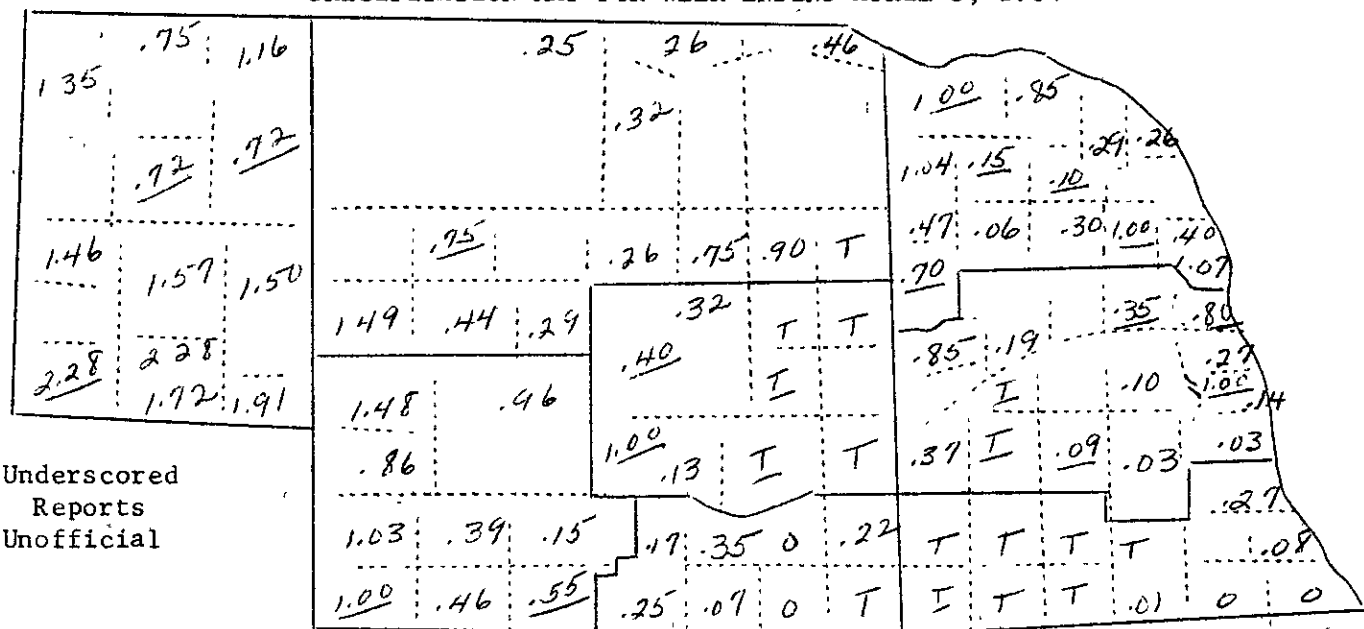 .75 1.16 .25 26 .46
1 35 1.00 .85
.32
.72 .72 1.04 .15 .10 .29 .26
.75 .47 .06 .30 1.00 .40
1.46 1.57 1.50 .26 .75 .90 T .70 1.07
149 .44 .29 .32 T T .85 .19 .35 .80
2.28 2 28 .40 T T .10 .27
1.72 1.91 1.48 .96 1.00 .14
.86 1.00 .13 T T .37 T .09 .03 .03
Underscored
Reports
Unofficial
.27
1.03 .39 .15 .17 .35 0 .22 T T T T .08
1.00 .46 .55 .25 .07 0 T T T T .01 0 0